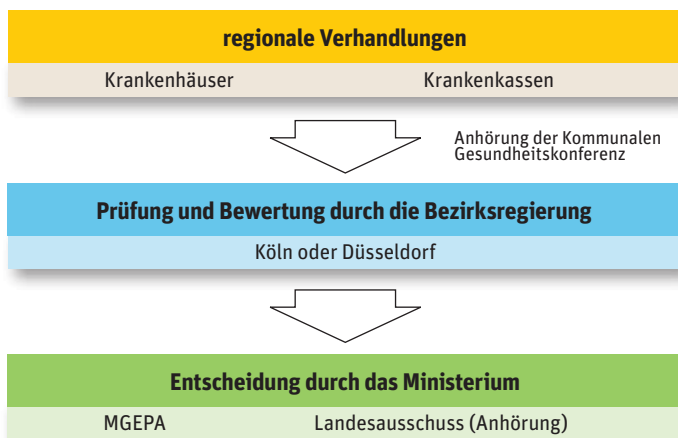 regionale Verhandlungen
Krankenhäuser Krankenkassen
Anhörung der Kommunalen
Gesundheitskonferenz
Prüfung und Bewertung durch die Bezirksregierung
Köln oder Düsseldorf
Entscheidung durch das Ministerium
MGEPA Landesausschuss (Anhörung)